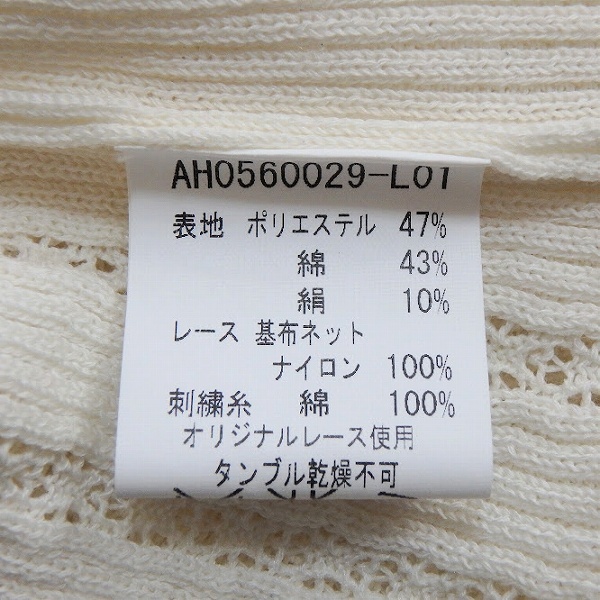 AH0560029-L01
表地 ポリエステル 47%
綿 43%
絹 10%
レース 基布ネット
ナイロン 100%
刺繍糸 綿 100%
オリジナルレース使用
タンブル乾燥不可